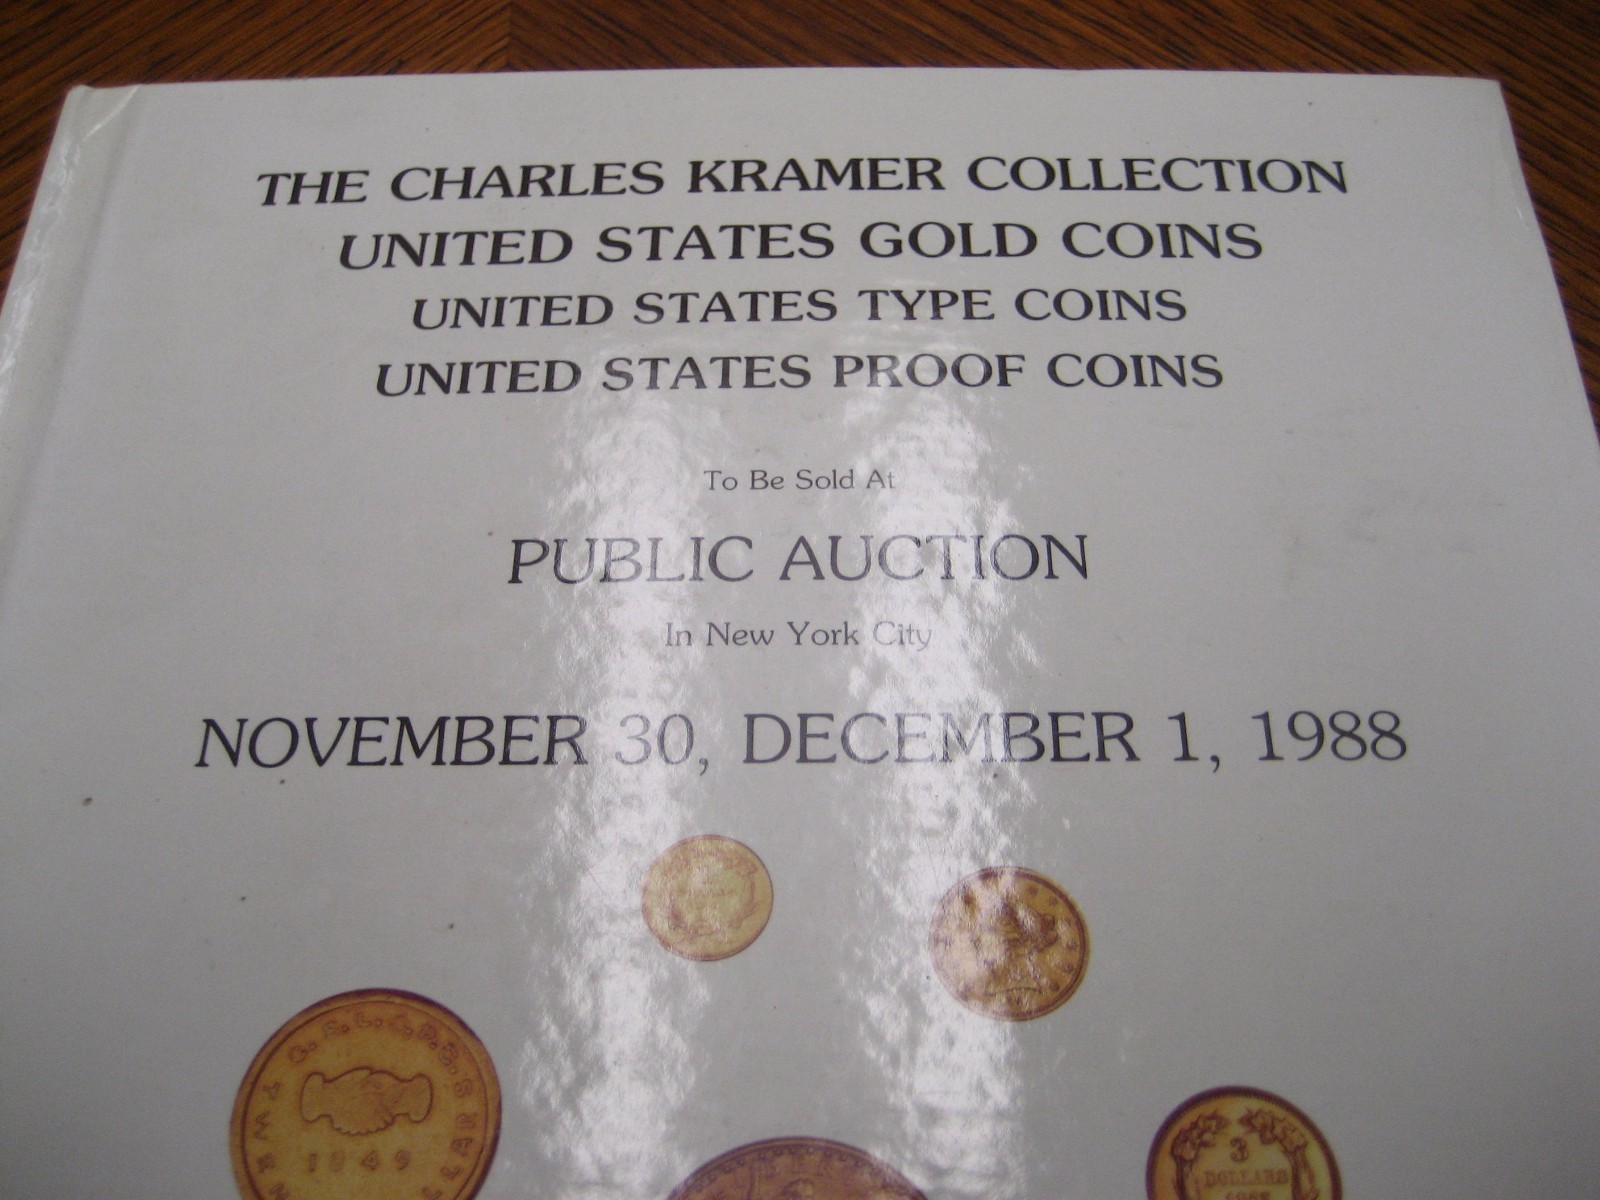 THE CHARLES KRAMER COLLECTION
UNITED STATES GOLD COINS
UNITED STATES TYPE COINS
UNITED STATES PROOF COINS
To Be Sold At
PUBLIC AUCTION
In New York City
NOVEMBER 30, DECEMBER 1, 1988
1849
3
DOLLARS